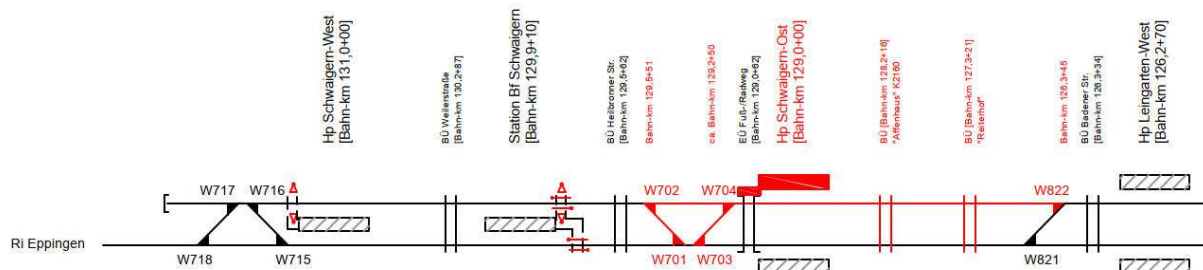 Hp Schwaigern-West
[Bahn-km 131,0+00]
BÜ Weilerstraße
[Bahn-km 130,2+87]
Station Bf Schwaigern
[Bahn-km 129,9+10]
BÜ Heilbronner Str.
[Bahn-km 129,5+62]
Bahn-km 129,5+51
ca. Bahn-km 129,2+50
EÜ Fuß-/Radweg
[Bahn-km 129,0+62]
Hp Schwaigern-Ost
[Bahn-km 129,0+00]
BÜ [Bahn-km 128,2+16]
"Affenhaus" K2160
BÜ [Bahn-km 127,3+21]
"Reiterhof"
Bahn-km 126,3+45
BÜ Badener Str.
[Bahn-km 126,3+34]
Hp Leingarten-West
[Bahn-km 126,2+70]
W717 W716 W702 W704 W822
Ri Eppingen
W718 W715 W701 W703 W821